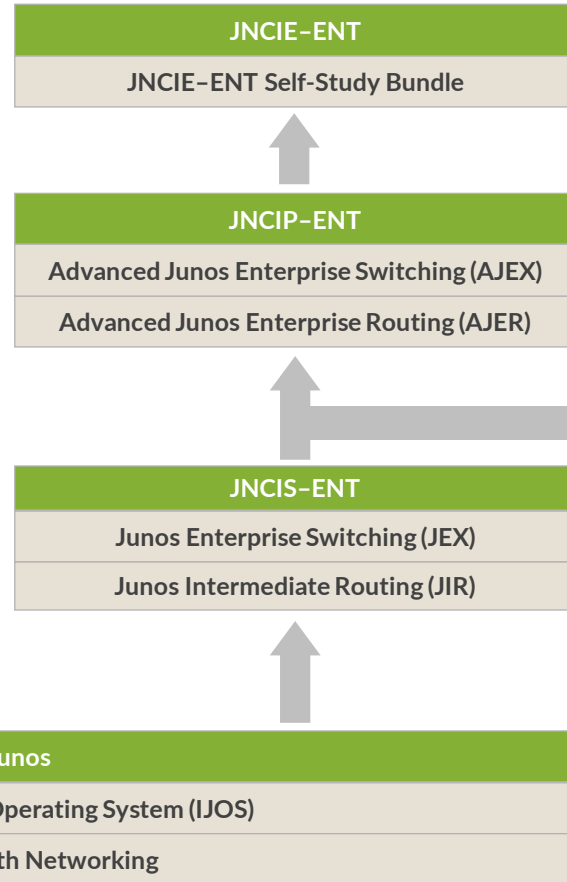 JNCIE–ENT
JNCIE–ENT Self-Study Bundle
JNCIP–ENT
Advanced Junos Enterprise Switching (AJEX)
Advanced Junos Enterprise Routing (AJER)
JNCIS–ENT
Junos Enterprise Switching (JEX)
Junos Intermediate Routing (JIR)
unos
Operating System (IJOS)
th Networking